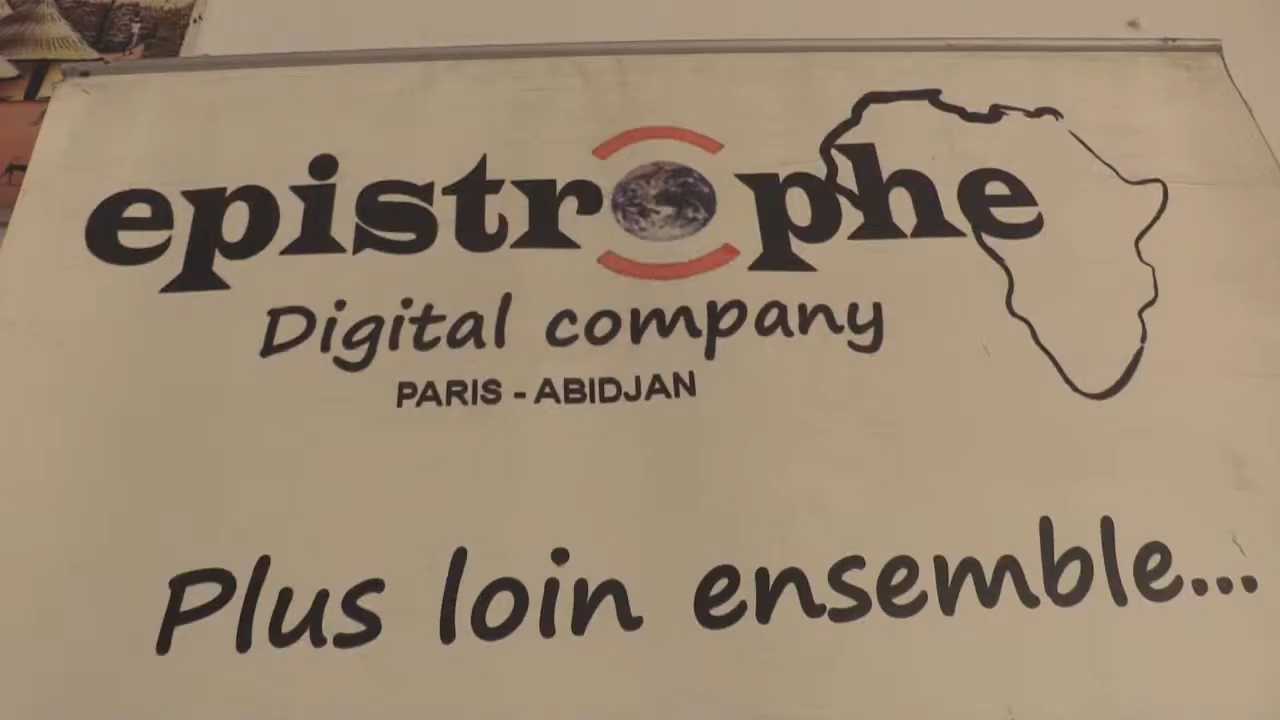 epistrophe
Digital company
PARIS - ABIDJAN
Plus loin ensemble...